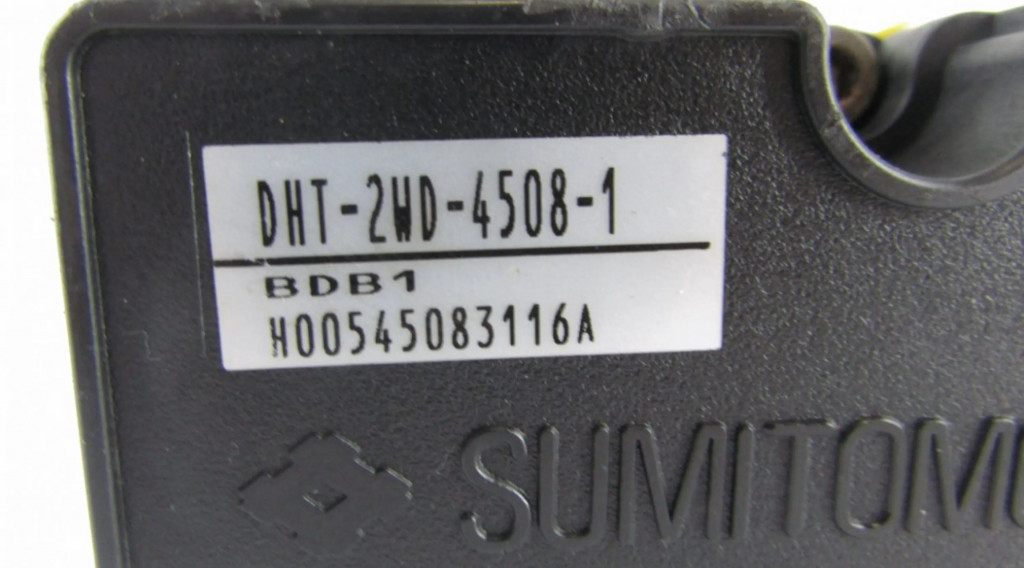 DHT-2WD-4508-1
BDB1
H00545083116A
SUMITOMO